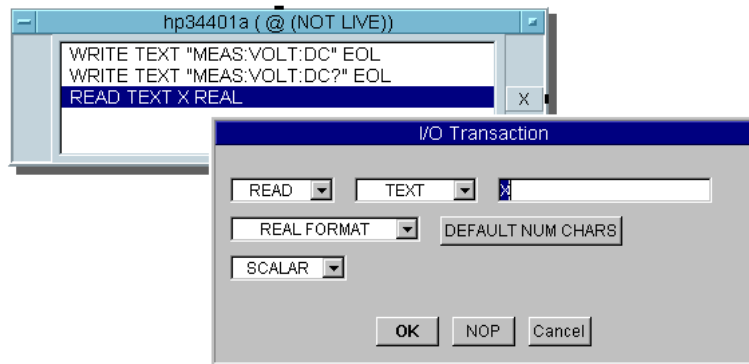 hp34401a ( @ (NOT LIVE))
WRITE TEXT "MEAS:VOLT:DC" EOL
WRITE TEXT "MEAS:VOLT:DC?" EOL
READ TEXT X REAL
X
I/O Transaction
READ TEXT X
REAL FORMAT DEFAULT NUM CHARS
SCALAR
OK NOP Cancel